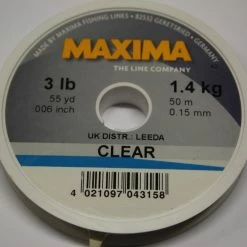 MADE BY MAXIMA FISHING LINES • 82532 GERETSRIED • GERMANY
MAXIMA
THE LINE COMPANY
3 lb
1.4 kg
55 yd
50 m
.006 inch
0.15 mm
UK DISTR.: LEEDA
CLEAR
4 021097 043158